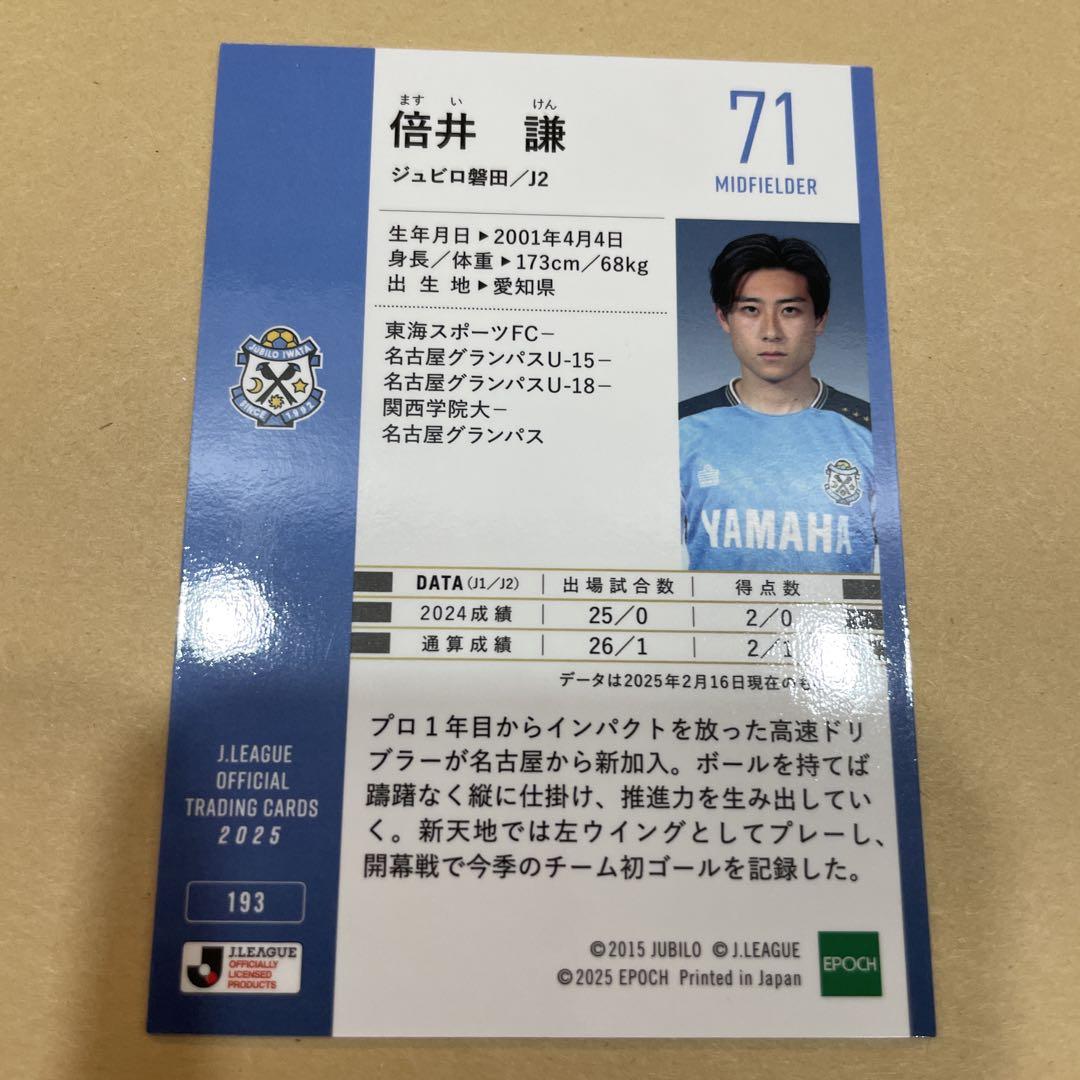 ます い けん
倍井 謙
71
MIDFIELDER
ジュビロ磐田／J2
生年月日▶2001年4月4日
身長／体重▶173cm／68kg
出生地▶愛知県
東海スポーツFC－
名古屋グランパスU-15－
名古屋グランパスU-18－
関西学院大－
名古屋グランパス
JUBILO IWATA
SINCE 1992
YAMAHA
DATA（J1／J2） 出場試合数 得点数
2024成績 25／0 2／0
通算成績 26／1 2／1
データは2025年2月16日現在のも
プロ1年目からインパクトを放った高速ドリ
ブラーが名古屋から新加入。ボールを持てば
躊躇なく縦に仕掛け、推進力を生み出してい
く。新天地では左ウイングとしてプレーし、
開幕戦で今季のチーム初ゴールを記録した。
J.LEAGUE
OFFICIAL
TRADING CARDS
2025
193
J.LEAGUE
OFFICIALLY
LICENSED
PRODUCTS
©2015 JUBILO ©J.LEAGUE
©2025 EPOCH Printed in Japan
EPOCH